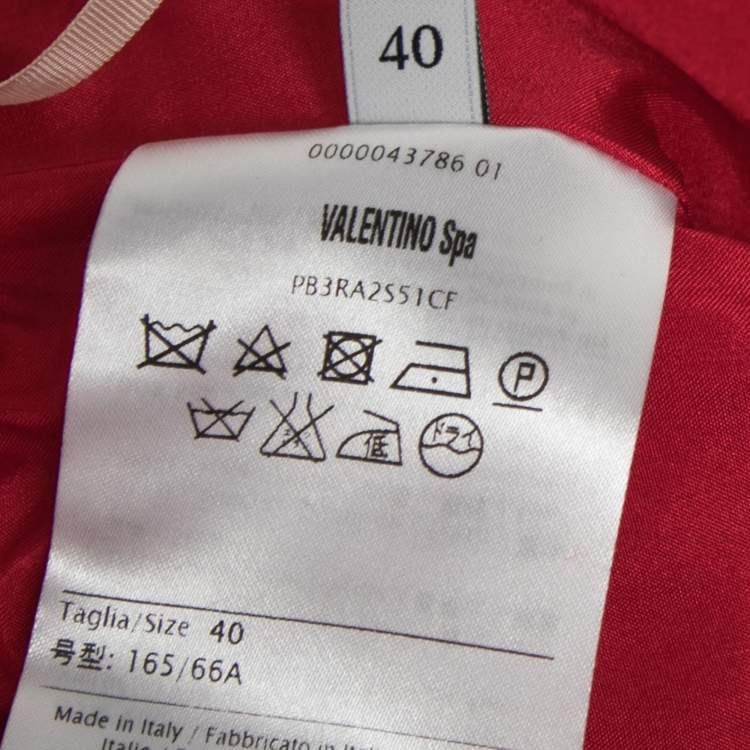 40
0000043786 01
VALENTINO Spa
PB3RA2S51CF
P
低 ドライ
Taglia/Size 40
号型: 165/66A
Made in Italy / Fabbricato in
Italie /